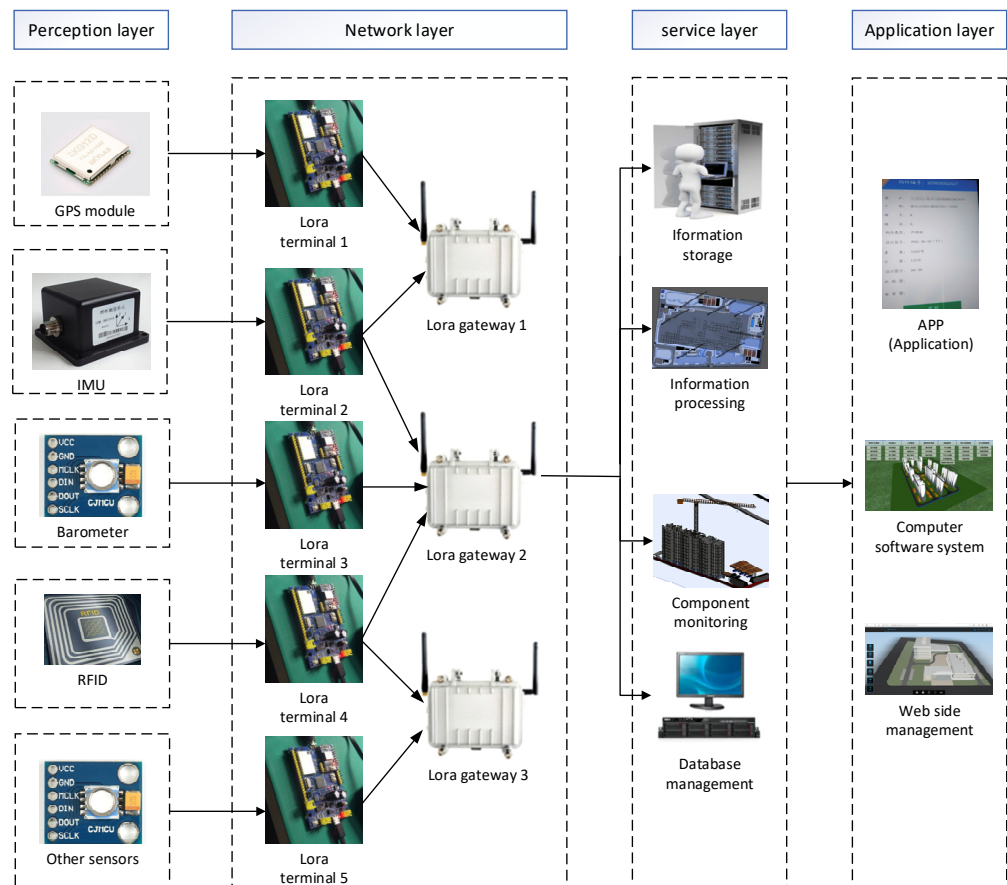 Perception layer
Network layer
service layer
Application layer
GPS module
Lora
terminal 1
Lora gateway 1
Iformation
storage
APP
(Application)
IMU
Lora
terminal 2
Information
processing
VCC
GND
MCLK
DIN
DOUT
SCLK
CJMCU
Barometer
Lora
terminal 3
Lora gateway 2
Component
monitoring
Computer
software system
RFID
RFID
Lora
terminal 4
Lora gateway 3
Database
management
Web side
management
VCC
GND
MCLK
DIN
DOUT
SCLK
CJMCU
Other sensors
Lora
terminal 5